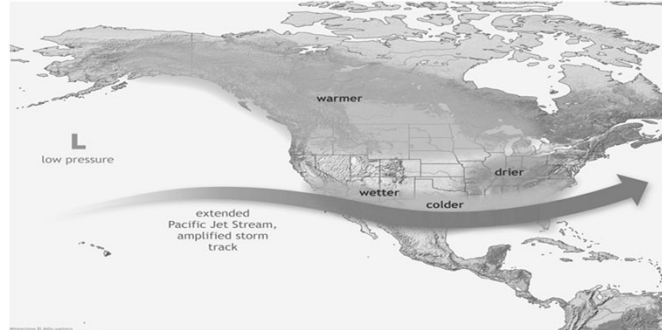 warmer
L
low pressure
drier
wetter
colder
extended
Pacific Jet Stream,
amplified storm
track